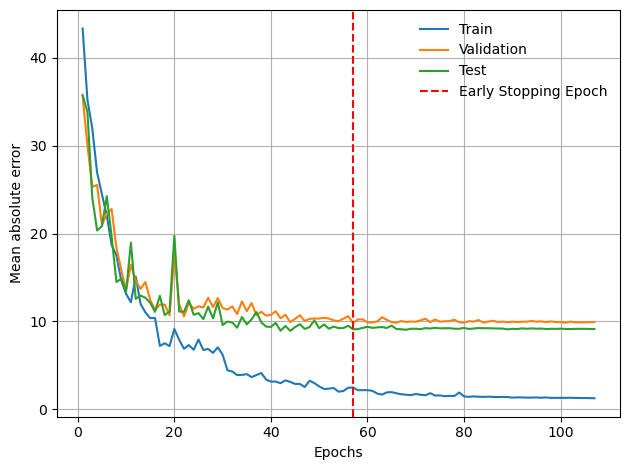 Train
Validation
Test
Early Stopping Epoch
40
30
20
10
0
Mean absolute error
0
20
40
60
80
100
Epochs